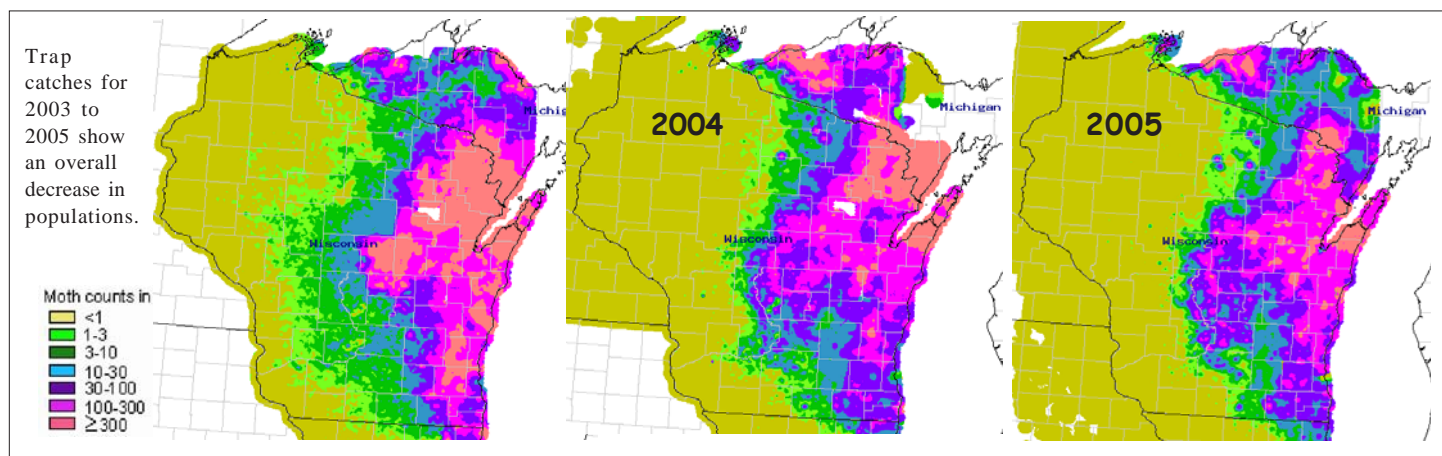 Trap
catches for
2003 to
2005 show
an overall
decrease in
populations.
Moth counts in
<1
1-3
3-10
10-30
30-100
100-300
≥300
Wisconsin
Michigan
2004
Wisconsin
Michigan
2005
Wisconsin
Michigan